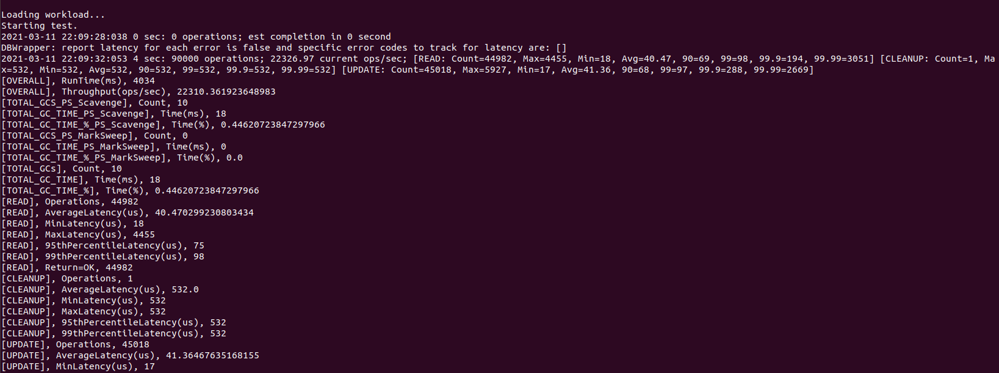 Loading workload...
Starting test.
2021-03-11 22:09:28:038 0 sec: 0 operations; est completion in 0 second
DBWrapper: report latency for each error is false and specific error codes to track for latency are: []
2021-03-11 22:09:32:053 4 sec: 90000 operations; 22326.97 current ops/sec; [READ: Count=44982, Max=4455, Min=18, Avg=40.47, 90=69, 99=98, 99.9=194, 99.99=3051] [CLEANUP: Count=1, Ma
x=532, Min=532, Avg=532, 90=532, 99=532, 99.9=532, 99.99=532] [UPDATE: Count=45018, Max=5927, Min=17, Avg=41.36, 90=68, 99=97, 99.9=288, 99.99=2669]
[OVERALL], RunTime(ms), 4034
[OVERALL], Throughput(ops/sec), 22310.361923648983
[TOTAL_GCS_PS_Scavenge], Count, 10
[TOTAL_GC_TIME_PS_Scavenge], Time(ms), 18
[TOTAL_GC_TIME_%_PS_Scavenge], Time(%), 0.44620723847297966
[TOTAL_GCS_PS_MarkSweep], Count, 0
[TOTAL_GC_TIME_PS_MarkSweep], Time(ms), 0
[TOTAL_GC_TIME_%_PS_MarkSweep], Time(%), 0.0
[TOTAL_GCs], Count, 10
[TOTAL_GC_TIME], Time(ms), 18
[TOTAL_GC_TIME_%], Time(%), 0.44620723847297966
[READ], Operations, 44982
[READ], AverageLatency(us), 40.470299230803434
[READ], MinLatency(us), 18
[READ], MaxLatency(us), 4455
[READ], 95thPercentileLatency(us), 75
[READ], 99thPercentileLatency(us), 98
[READ], Return=OK, 44982
[CLEANUP], Operations, 1
[CLEANUP], AverageLatency(us), 532.0
[CLEANUP], MinLatency(us), 532
[CLEANUP], MaxLatency(us), 532
[CLEANUP], 95thPercentileLatency(us), 532
[CLEANUP], 99thPercentileLatency(us), 532
[UPDATE], Operations, 45018
[UPDATE], AverageLatency(us), 41.36467635168155
[UPDATE], MinLatency(us), 17